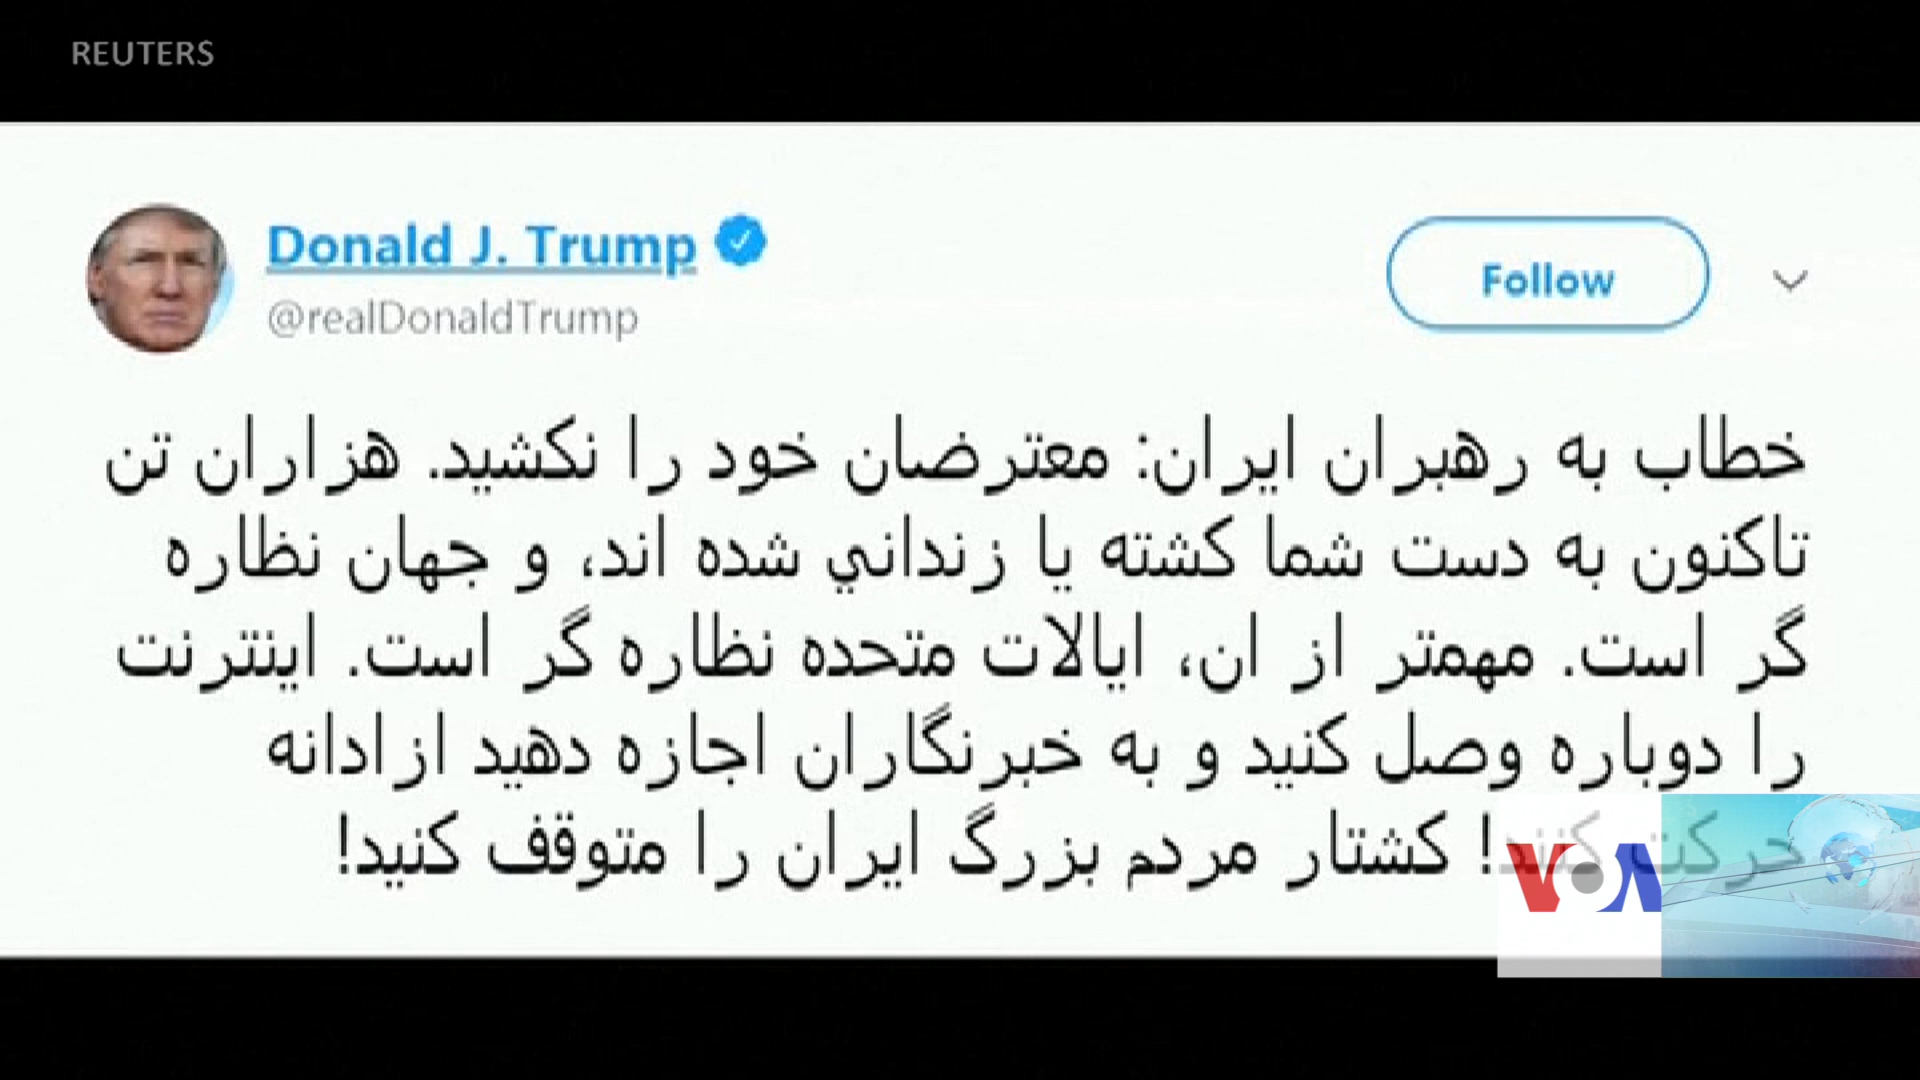 REUTERS
Donald J. Trump
@realDonaldTrump
Follow
خطاب به رهبران ایران: معترضان خود را نکشید. هزاران تن
تاکنون به دست شما کشته یا زنداني شده اند، و جهان نظاره
گر است. مهمتر از ان، ایالات متحده نظاره گر است. اینترنت
را دوباره وصل کنید و به خبرنگاران اجازه دهید ازادانه
حرکت کنند! کشتار مردم بزرگ ایران را متوقف کنید!
VOA